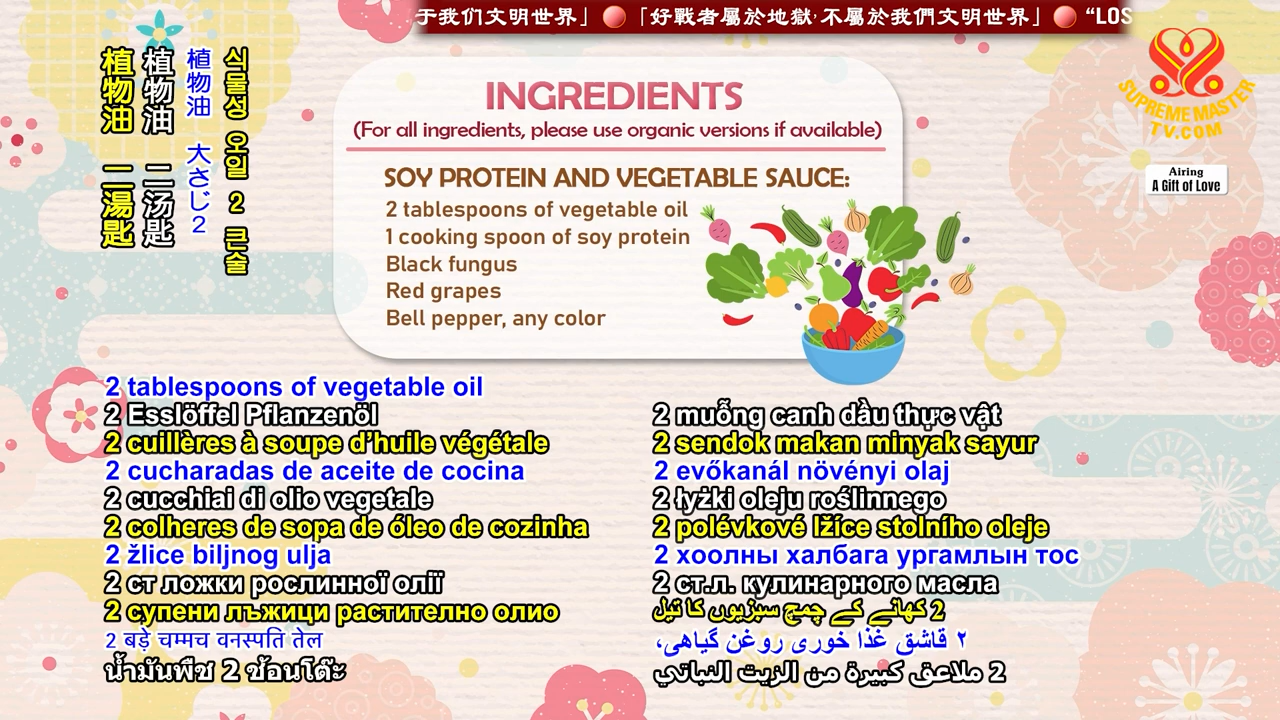 于我们文明世界」 「好戰者屬於地獄,不屬於我們文明世界」 “LOS
植物油 二湯匙
植物油 二汤匙
植物油 大さじ2
식물성 오일 2 큰술
INGREDIENTS
(For all ingredients, please use organic versions if available)
SOY PROTEIN AND VEGETABLE SAUCE:
2 tablespoons of vegetable oil
1 cooking spoon of soy protein
Black fungus
Red grapes
Bell pepper, any color
SUPREME MASTER
TV.COM
Airing
A Gift of Love
2 tablespoons of vegetable oil
2 Esslöffel Pflanzenöl
2 cuillères à soupe d’huile végétale
2 cucharadas de aceite de cocina
2 cucchiai di olio vegetale
2 colheres de sopa de óleo de cozinha
2 žlice biljnog ulja
2 ст ложки рослинної олії
2 супени лъжици растително олио
2 बड़े चम्मच वनस्पति तेल
น้ำมันพืช 2 ช้อนโต๊ะ
2 muỗng canh dầu thực vật
2 sendok makan minyak sayur
2 evőkanál növényi olaj
2 łyżki oleju roślinnego
2 polévkové lžíce stolního oleje
2 хоолны халбага ургамлын тос
2 ст.л. кулинарного масла
2 کھانے کے چمچ سبزیوں کا تیل
۲ قاشق غذا خوری روغن گیاهی،
2 ملاعق كبيرة من الزيت النباتي